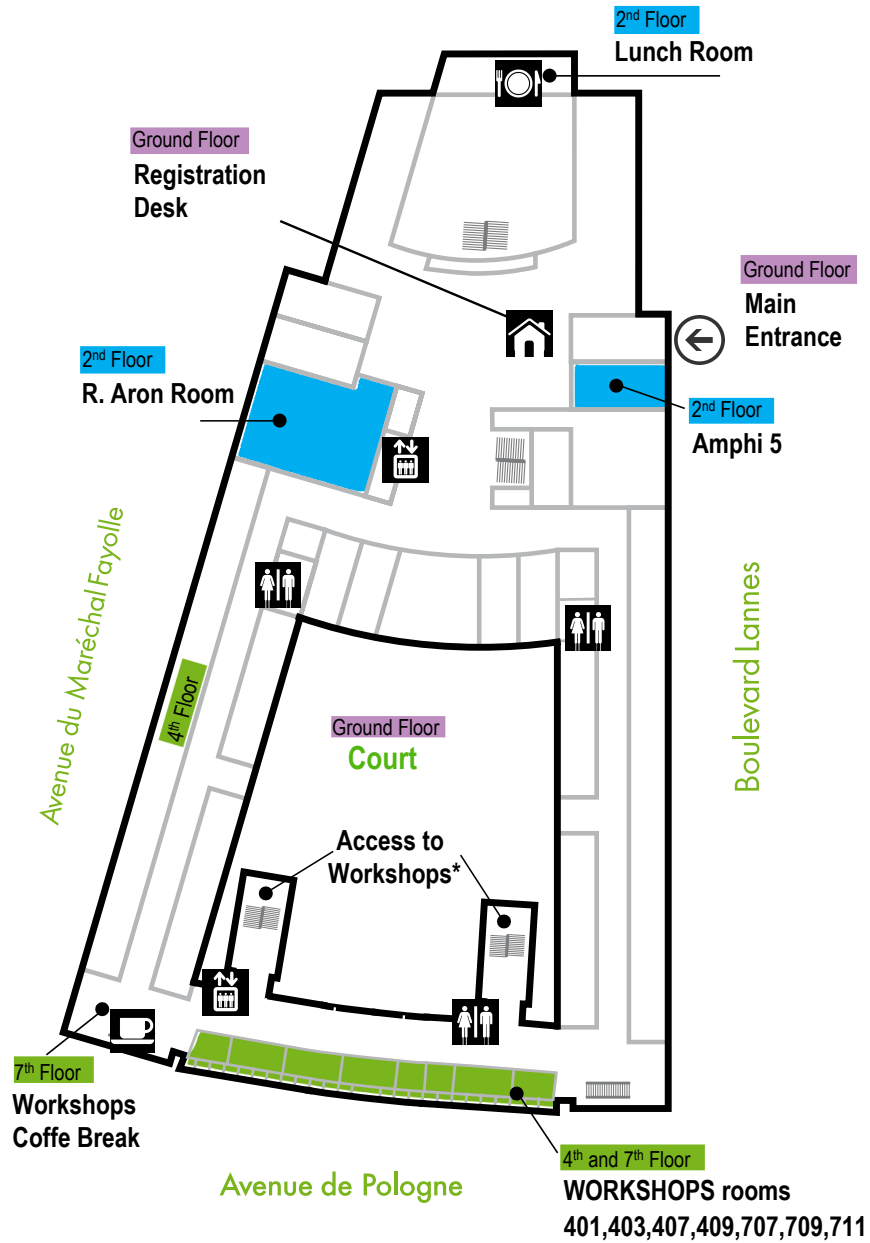 2nd Floor
Lunch Room
Ground Floor
Registration
Desk
Ground Floor
Main
Entrance
2nd Floor
R. Aron Room
2nd Floor
Amphi 5
Avenue du Maréchal Fayolle
4th Floor
Boulevard Lannes
Ground Floor
Court
Access to
Workshops*
7th Floor
Workshops
Coffe Break
4th and 7th Floor
WORKSHOPS rooms
401,403,407,409,707,709,711
Avenue de Pologne